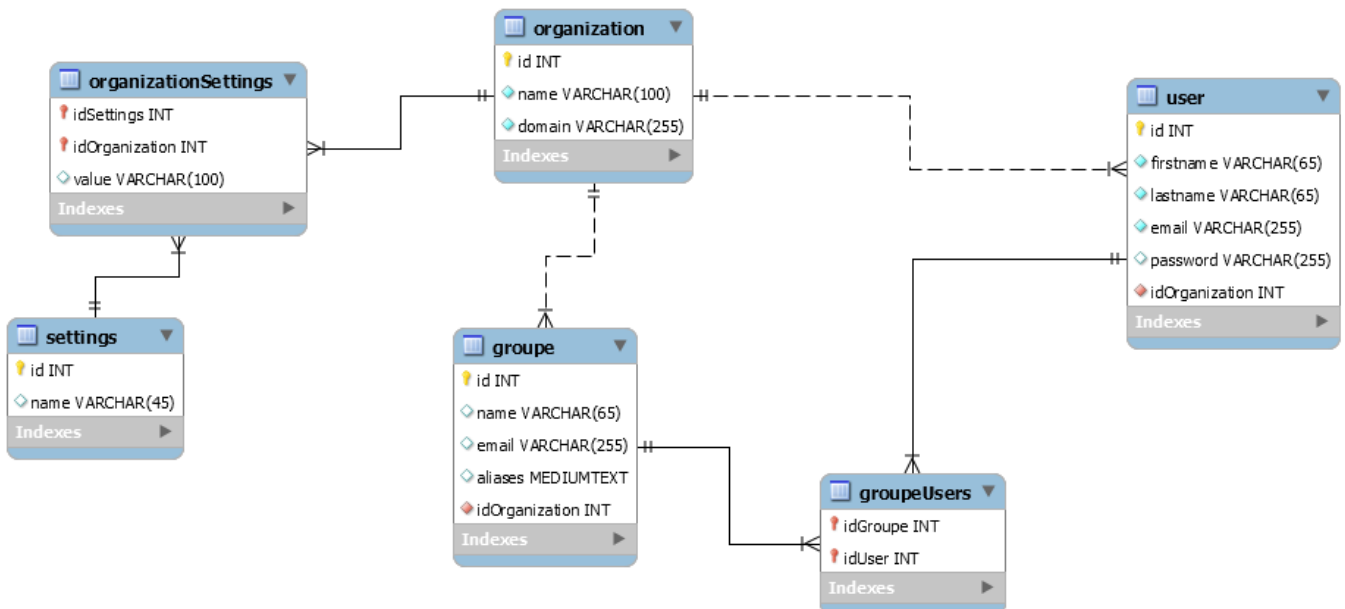 organization
id INT
name VARCHAR(100)
domain VARCHAR(255)
Indexes
organizationSettings
idSettings INT
idOrganization INT
value VARCHAR(100)
Indexes
user
id INT
firstname VARCHAR(65)
lastname VARCHAR(65)
email VARCHAR(255)
password VARCHAR(255)
idOrganization INT
Indexes
settings
id INT
name VARCHAR(45)
Indexes
groupe
id INT
name VARCHAR(65)
email VARCHAR(255)
aliases MEDIUMTEXT
idOrganization INT
Indexes
groupeUsers
idGroupe INT
idUser INT
Indexes